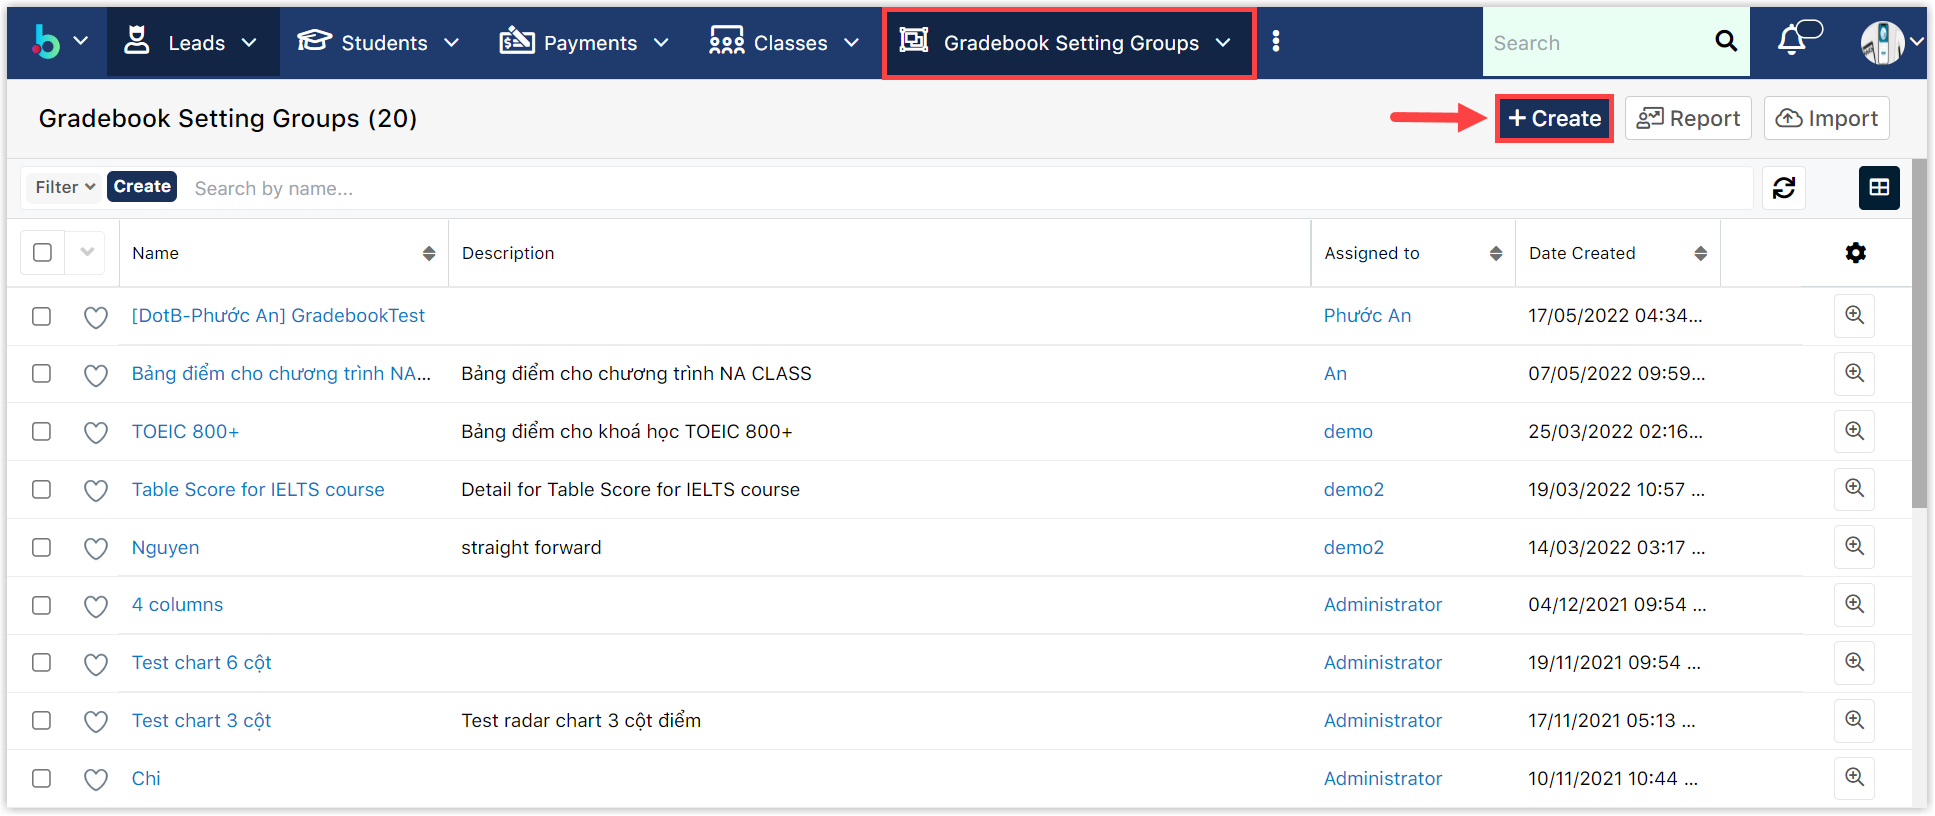 b Leads Students Payments Classes Gradebook Setting Groups Search
Gradebook Setting Groups (20) + Create Report Import
Filter Create Search by name...
Name Description Assigned to Date Created
[DotB-Phước An] GradebookTest Phước An 17/05/2022 04:34...
Bảng điểm cho chương trình NA... Bảng điểm cho chương trình NA CLASS An 07/05/2022 09:59...
TOEIC 800+ Bảng điểm cho khoá học TOEIC 800+ demo 25/03/2022 02:16...
Table Score for IELTS course Detail for Table Score for IELTS course demo2 19/03/2022 10:57 ...
Nguyen straight forward demo2 14/03/2022 03:17 ...
4 columns Administrator 04/12/2021 09:54 ...
Test chart 6 cột Administrator 19/11/2021 09:54 ...
Test chart 3 cột Test radar chart 3 cột điểm Administrator 17/11/2021 05:13 ...
Chi Administrator 10/11/2021 10:44 ...